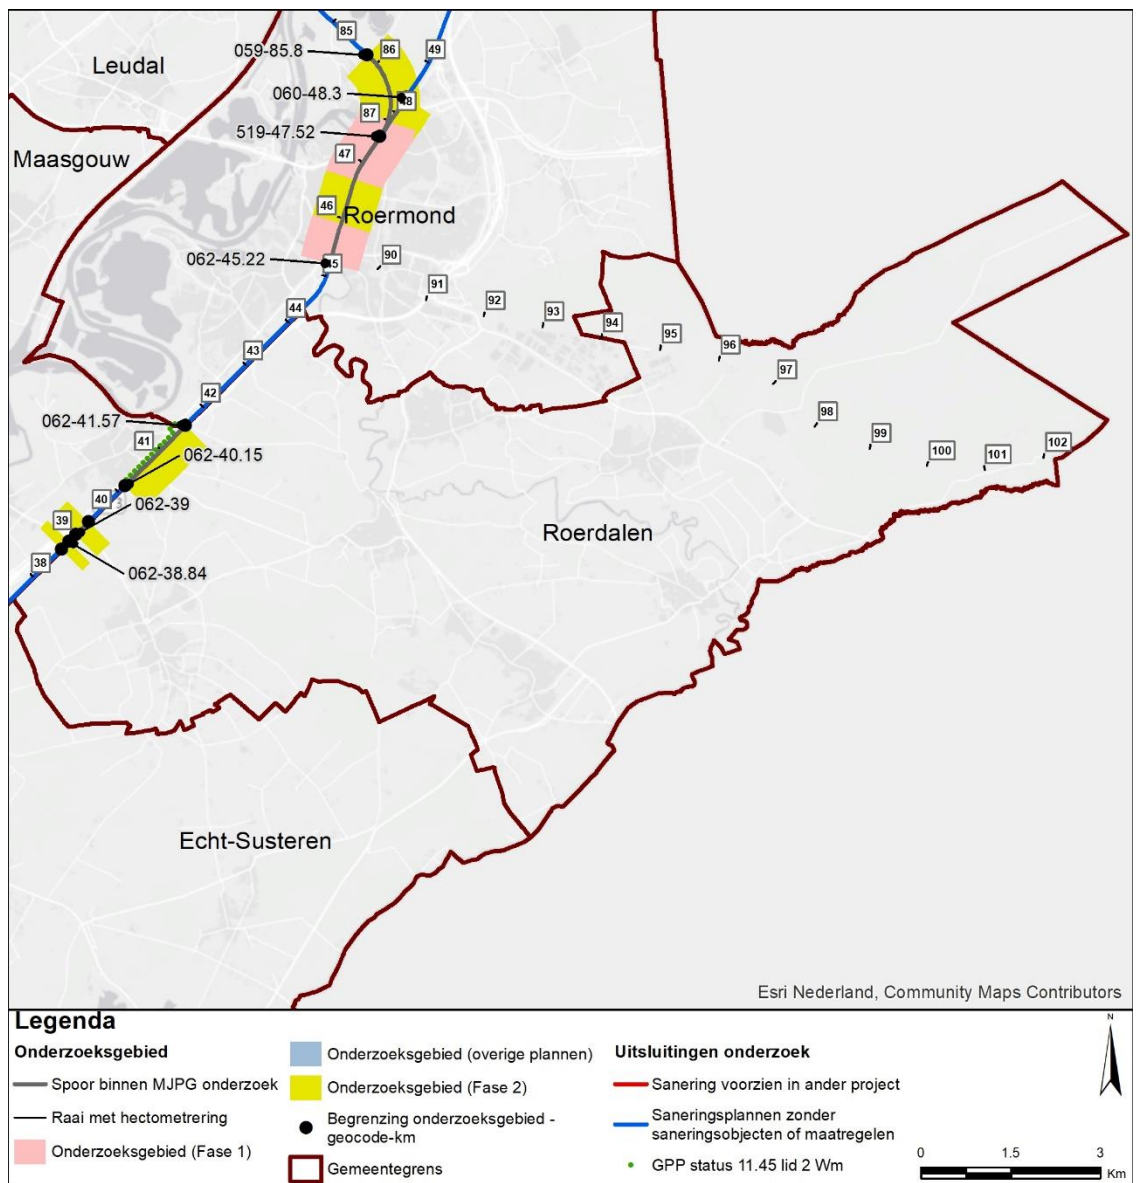 85
86
49
059-85.8
Leudal
060-48.3
87
519-47.52
Maasgouw
47
46
Roermond
062-45.22
90
91
44
92
93
94
95
96
43
97
42
062-41.57
98
41
99
062-40.15
100
101
102
40
062-39
39
Roerdalen
38
062-38.84
Echt-Susteren
Esri Nederland, Community Maps Contributors
Legenda
Onderzoeksgebied
Spoor binnen MJPG onderzoek
Raai met hectometrering
Onderzoeksgebied (Fase 1)
Onderzoeksgebied (overige plannen)
Onderzoeksgebied (Fase 2)
Begrenzing onderzoeksgebied -
geocode-km
Gemeentegrens
Uitsluitingen onderzoek
Sanering voorzien in ander project
Saneringsplannen zonder
saneringsobjecten of maatregelen
GPP status 11.45 lid 2 Wm
N
0 1.5 3
Km